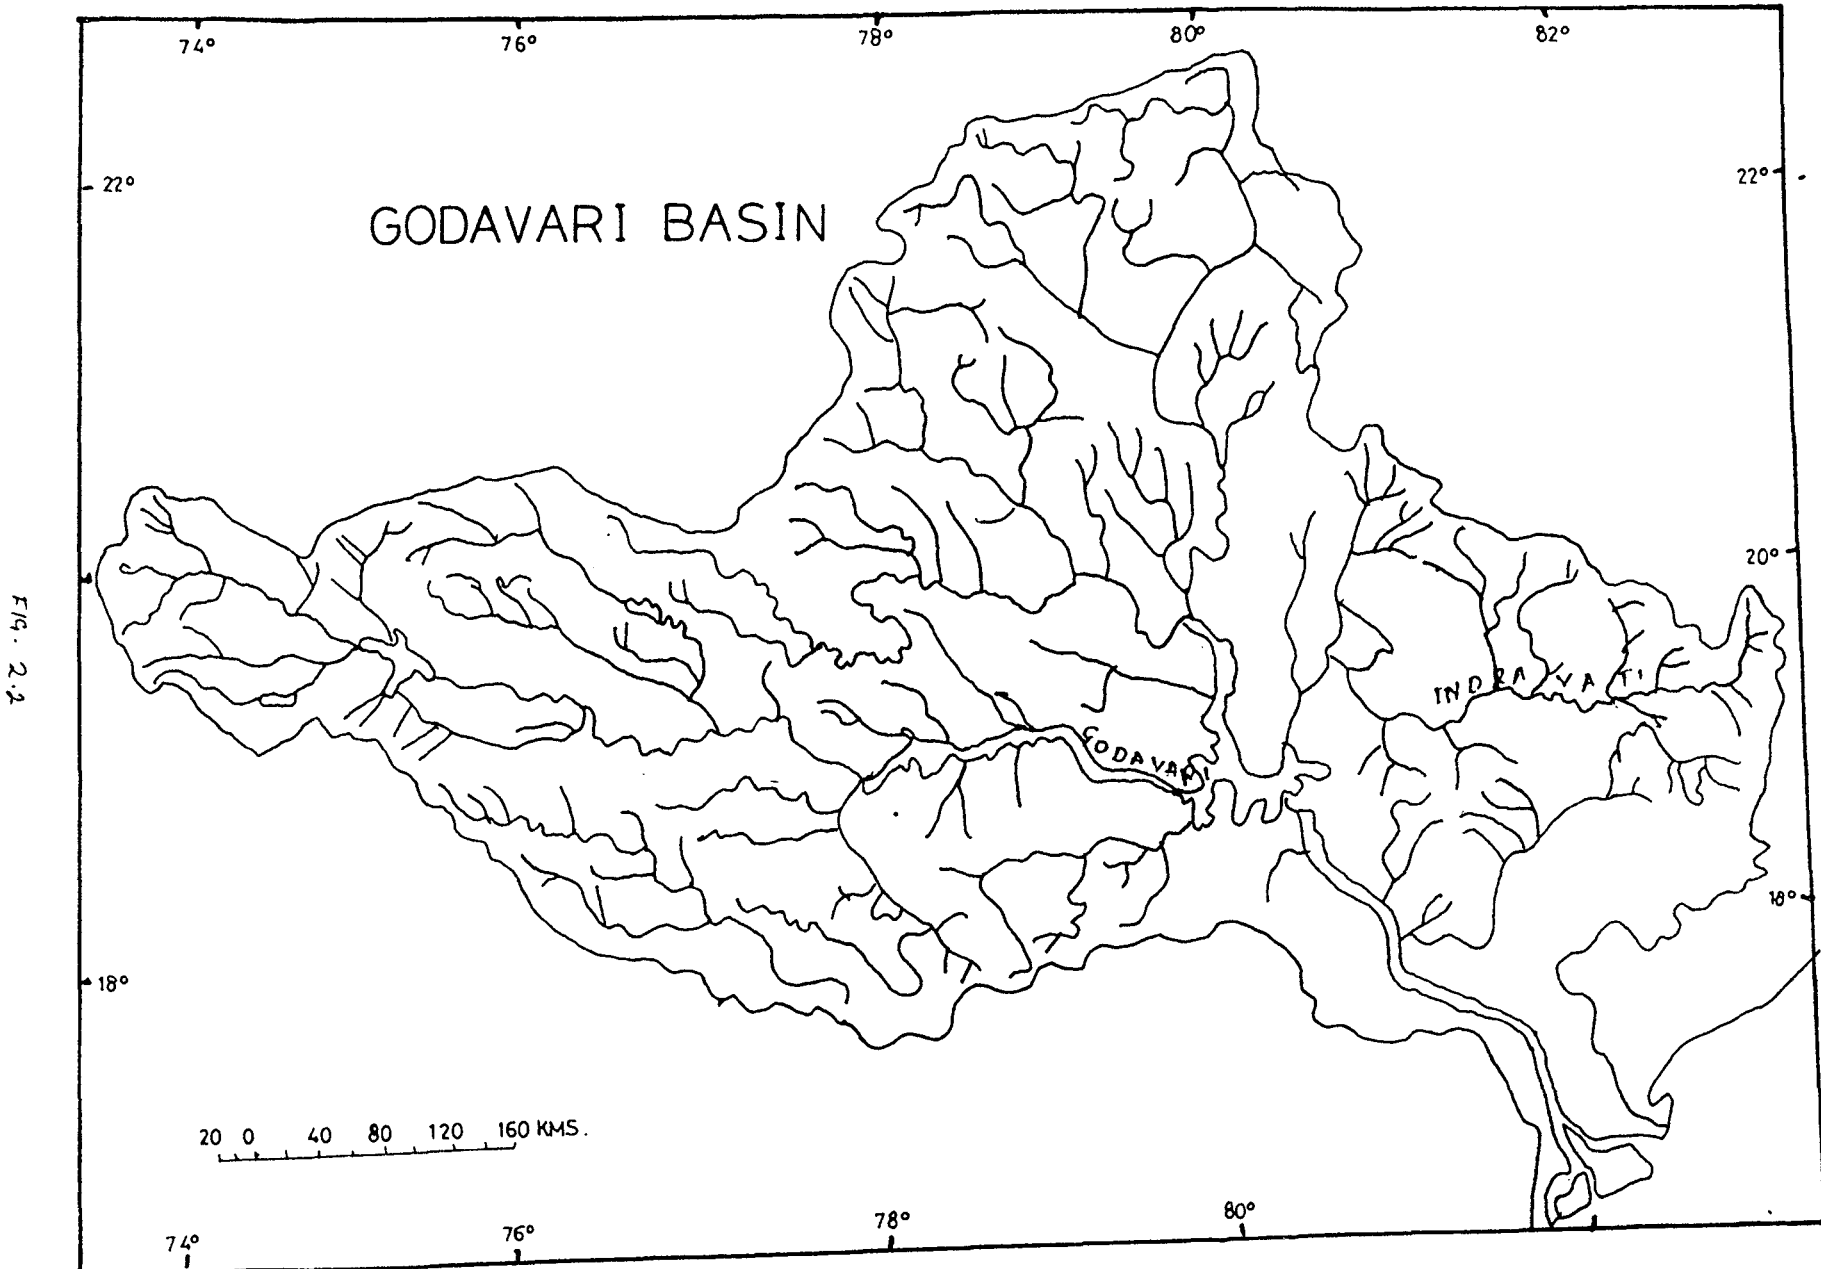 74° 76° 78° 80° 82°
22° 22°
GODAVARI BASIN
20°
INDRAVATI
GODAVARI
18°
18°
20 0 40 80 120 160 KMS.
74° 76° 78° 80°
FIG. 2.2